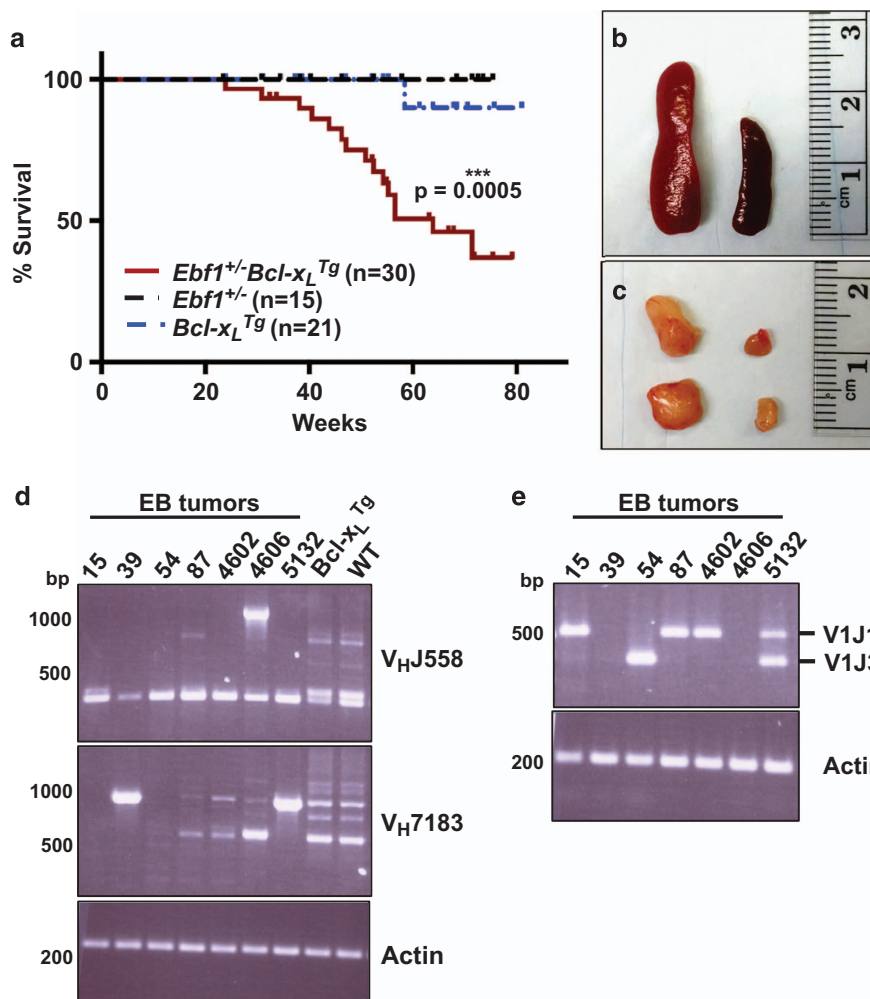 a
100
50
0
% Survival
0 20 40 60 80
Weeks
***
p = 0.0005
Ebf1+/-Bcl-xLTg (n=30)
Ebf1+/- (n=15)
Bcl-xLTg (n=21)
b
3
2
1
cm
c
2
1
cm
d
EB tumors
bp 15 39 54 87 4602 4606 5132 Bcl-xLTg WT
1000
500
VHJ558
1000
500
VH7183
200
Actin
e
EB tumors
bp 15 39 54 87 4602 4606 5132
500
V1J1
V1J3
200
Actin